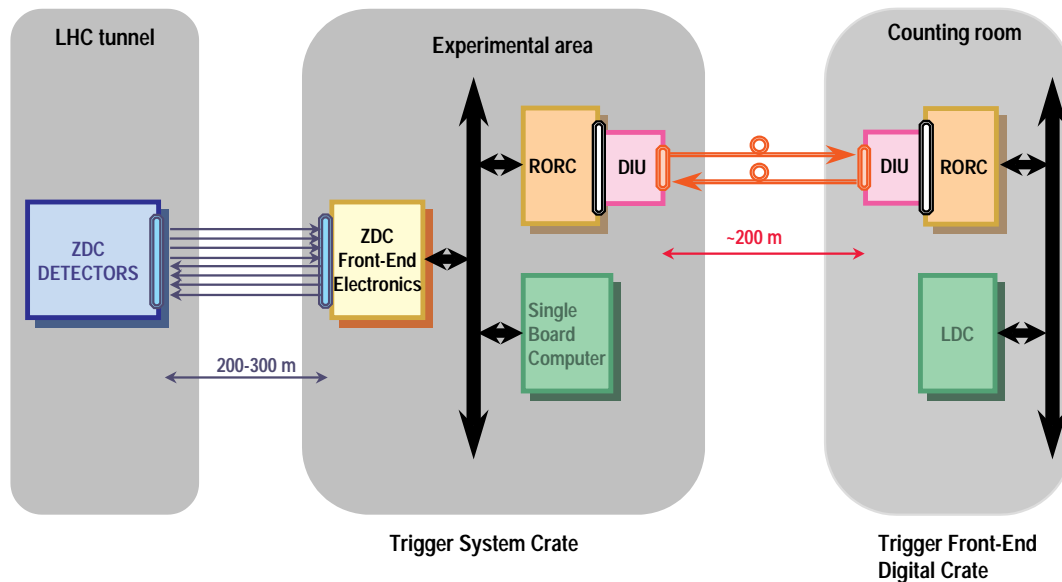 LHC tunnel
Experimental area
Counting room
RORC
DIU
DIU
RORC
ZDC
DETECTORS
ZDC
Front-End
Electronics
~200 m
Single
Board
Computer
LDC
200-300 m
Trigger System Crate
Trigger Front-End
Digital Crate